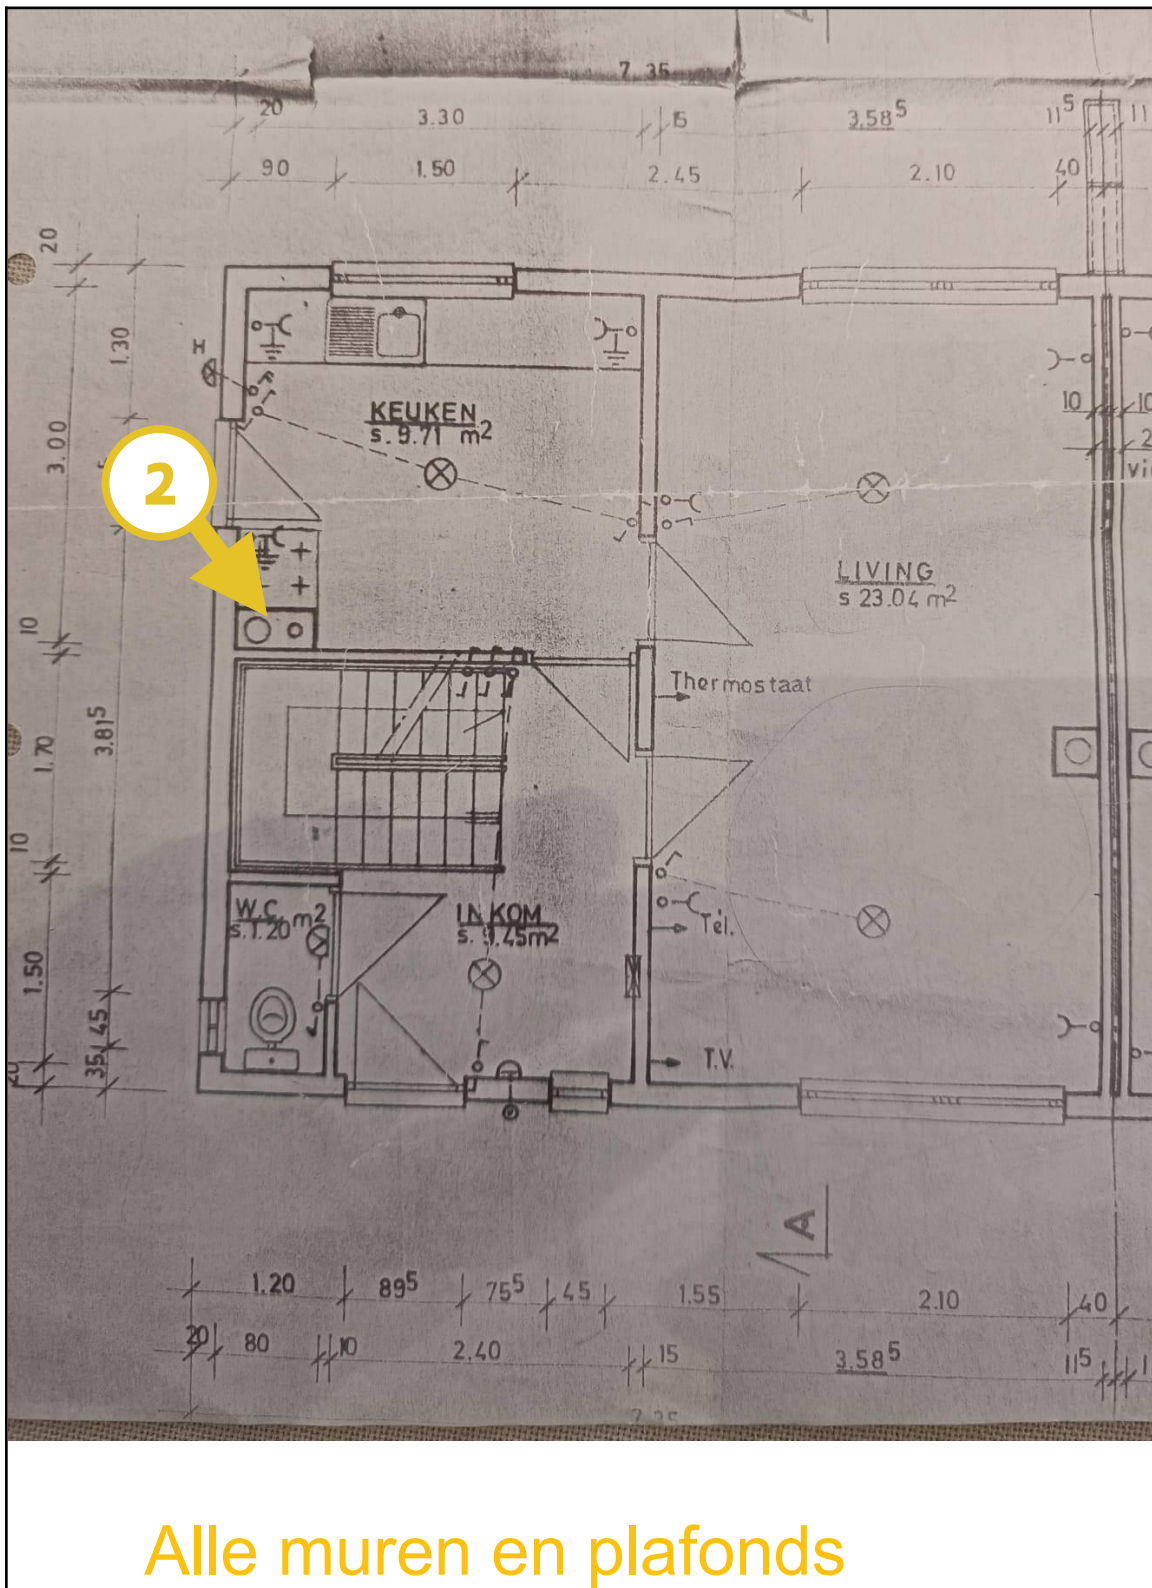 7.35
20 3.30 15 3.58⁵ 11⁵ 11
90 1.50 2.45 2.10 40
20
1.30
3.00
H
KEUKEN
s. 9.71 m2
10 10
2
LIVING
s 23.04 m2
10
Thermostaat
3.81⁵
1.70
10
W.C. m2
s. 1.20
IN KOM
Tel.
1.50
45
35
20
T.V.
A
1.20 89⁵ 75⁵ 45 1.55 2.10 40
20 80 10 2.40 15 3.58⁵ 11⁵
Alle muren en plafonds